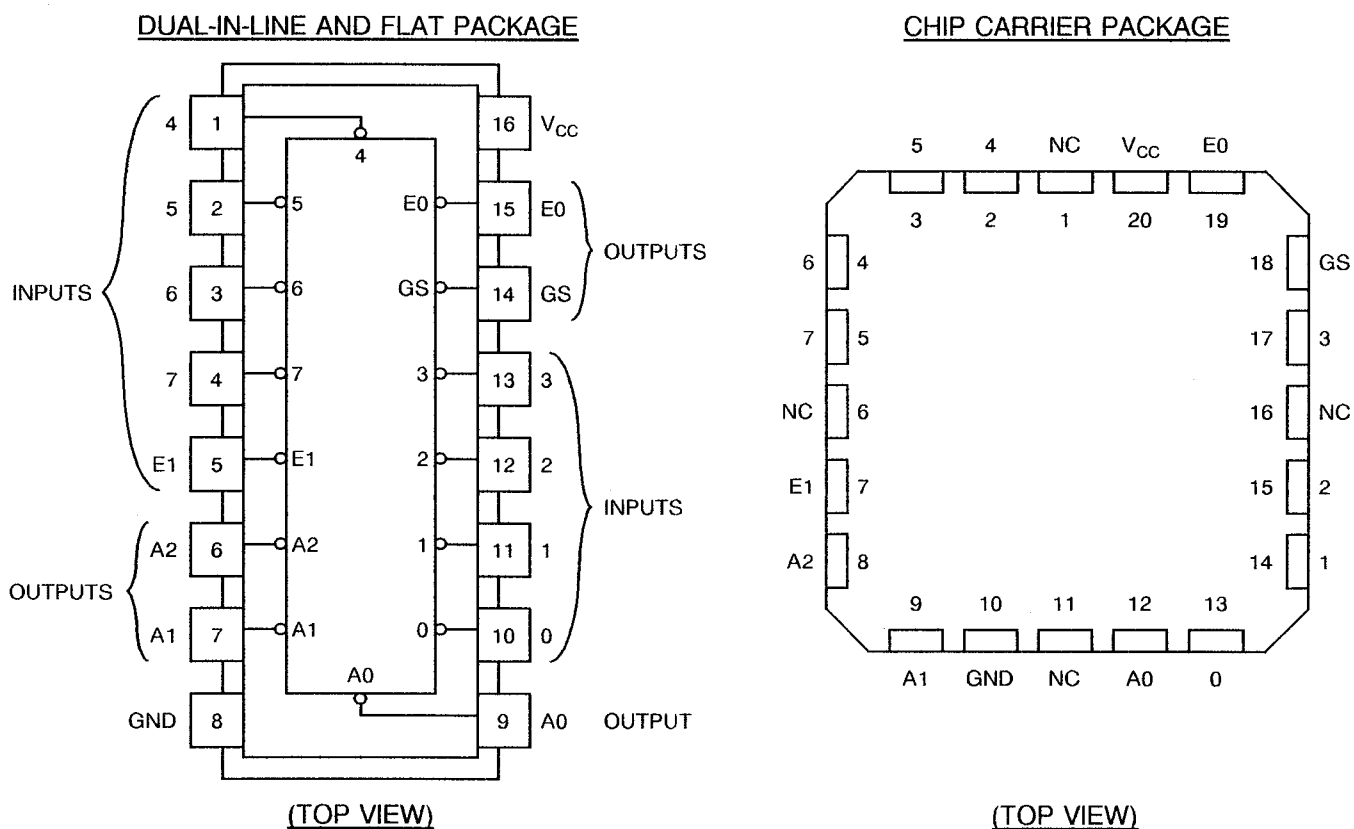 DUAL-IN-LINE AND FLAT PACKAGE
4 1 4 16 VCC
5 2 5 E0 15 E0
OUTPUTS
6 3 6 GS 14 GS
INPUTS
7 4 7 3 13 3
E1 5 E1 2 12 2
INPUTS
A2 6 A2 1 11 1
OUTPUTS
A1 7 A1 0 10 0
A0
GND 8 9 A0 OUTPUT
(TOP VIEW)
CHIP CARRIER PACKAGE
5 4 NC VCC E0
3 2 1 20 19
6 4 18 GS
7 5 17 3
NC 6 16 NC
E1 7 15 2
A2 8 14 1
9 10 11 12 13
A1 GND NC A0 0
(TOP VIEW)